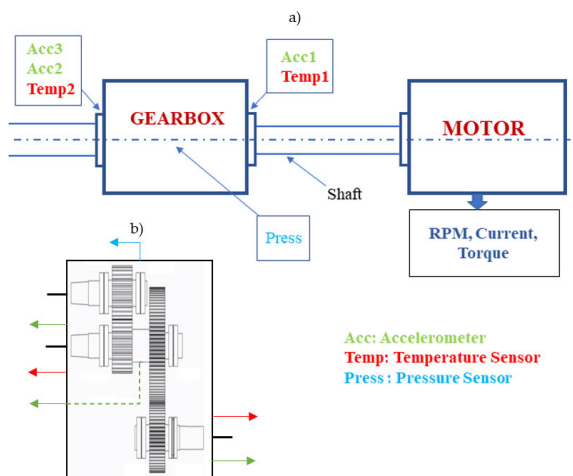 a)
Acc3
Acc2
Temp2
GEARBOX
Acc1
Temp1
MOTOR
Shaft
Press
RPM, Current,
Torque
b)
Acc: Accelerometer
Temp: Temperature Sensor
Press : Pressure Sensor